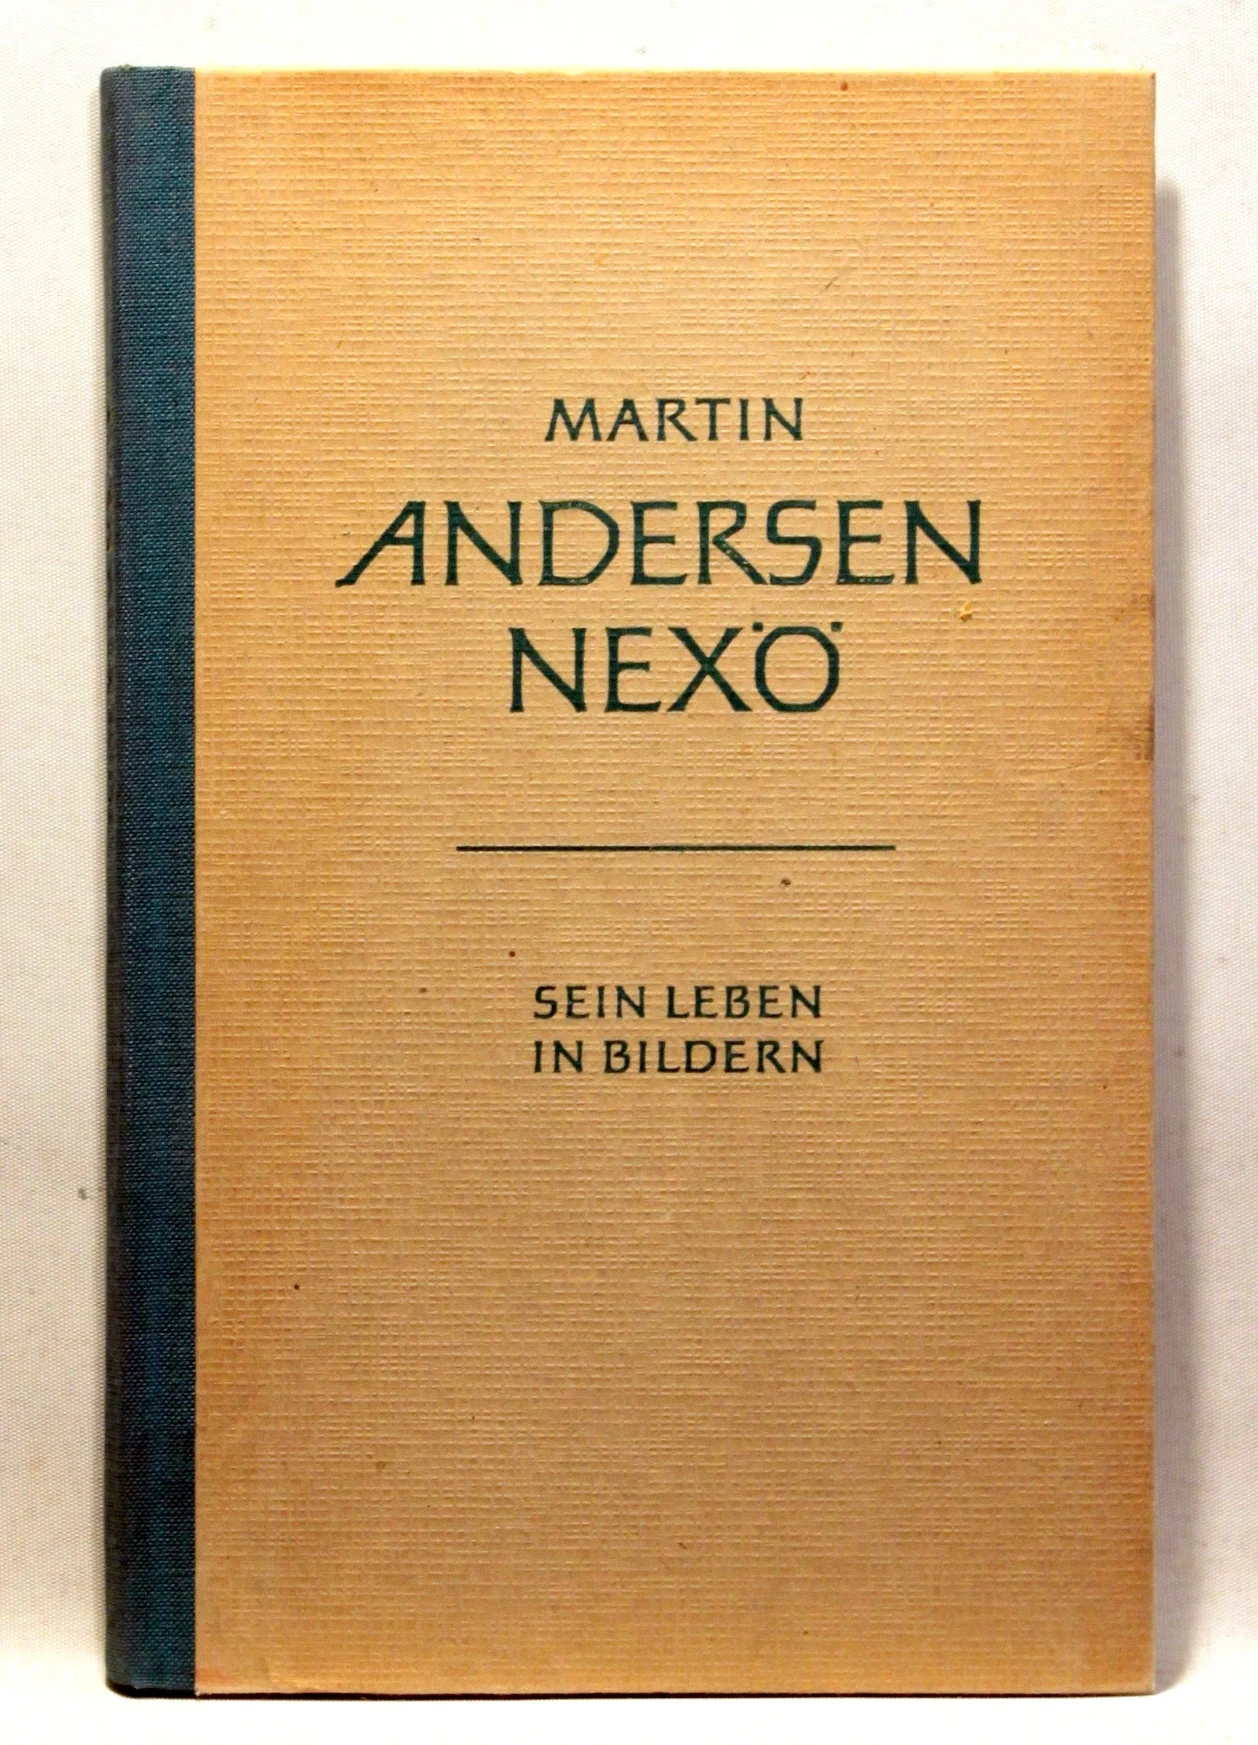 MARTIN
ANDERSEN
NEXÖ
SEIN LEBEN
IN BILDERN